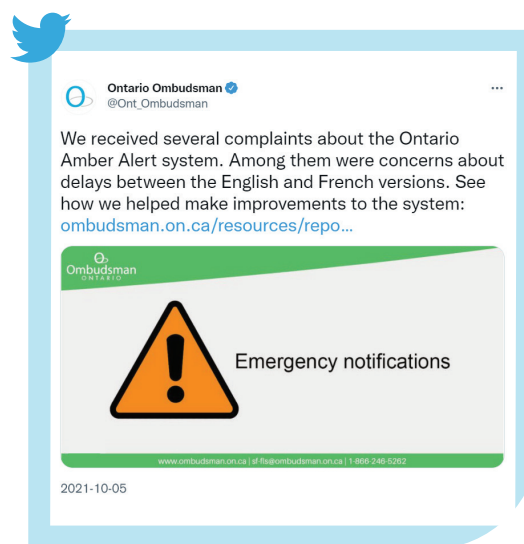 Ontario Ombudsman
@Ont_Ombudsman
We received several complaints about the Ontario
Amber Alert system. Among them were concerns about
delays between the English and French versions. See
how we helped make improvements to the system:
ombudsman.on.ca/resources/repo...
Ombudsman
ONTARIO
Emergency notifications
www.ombudsman.on.ca | sf-fls@ombudsman.on.ca | 1-866-246-5262
2021-10-05